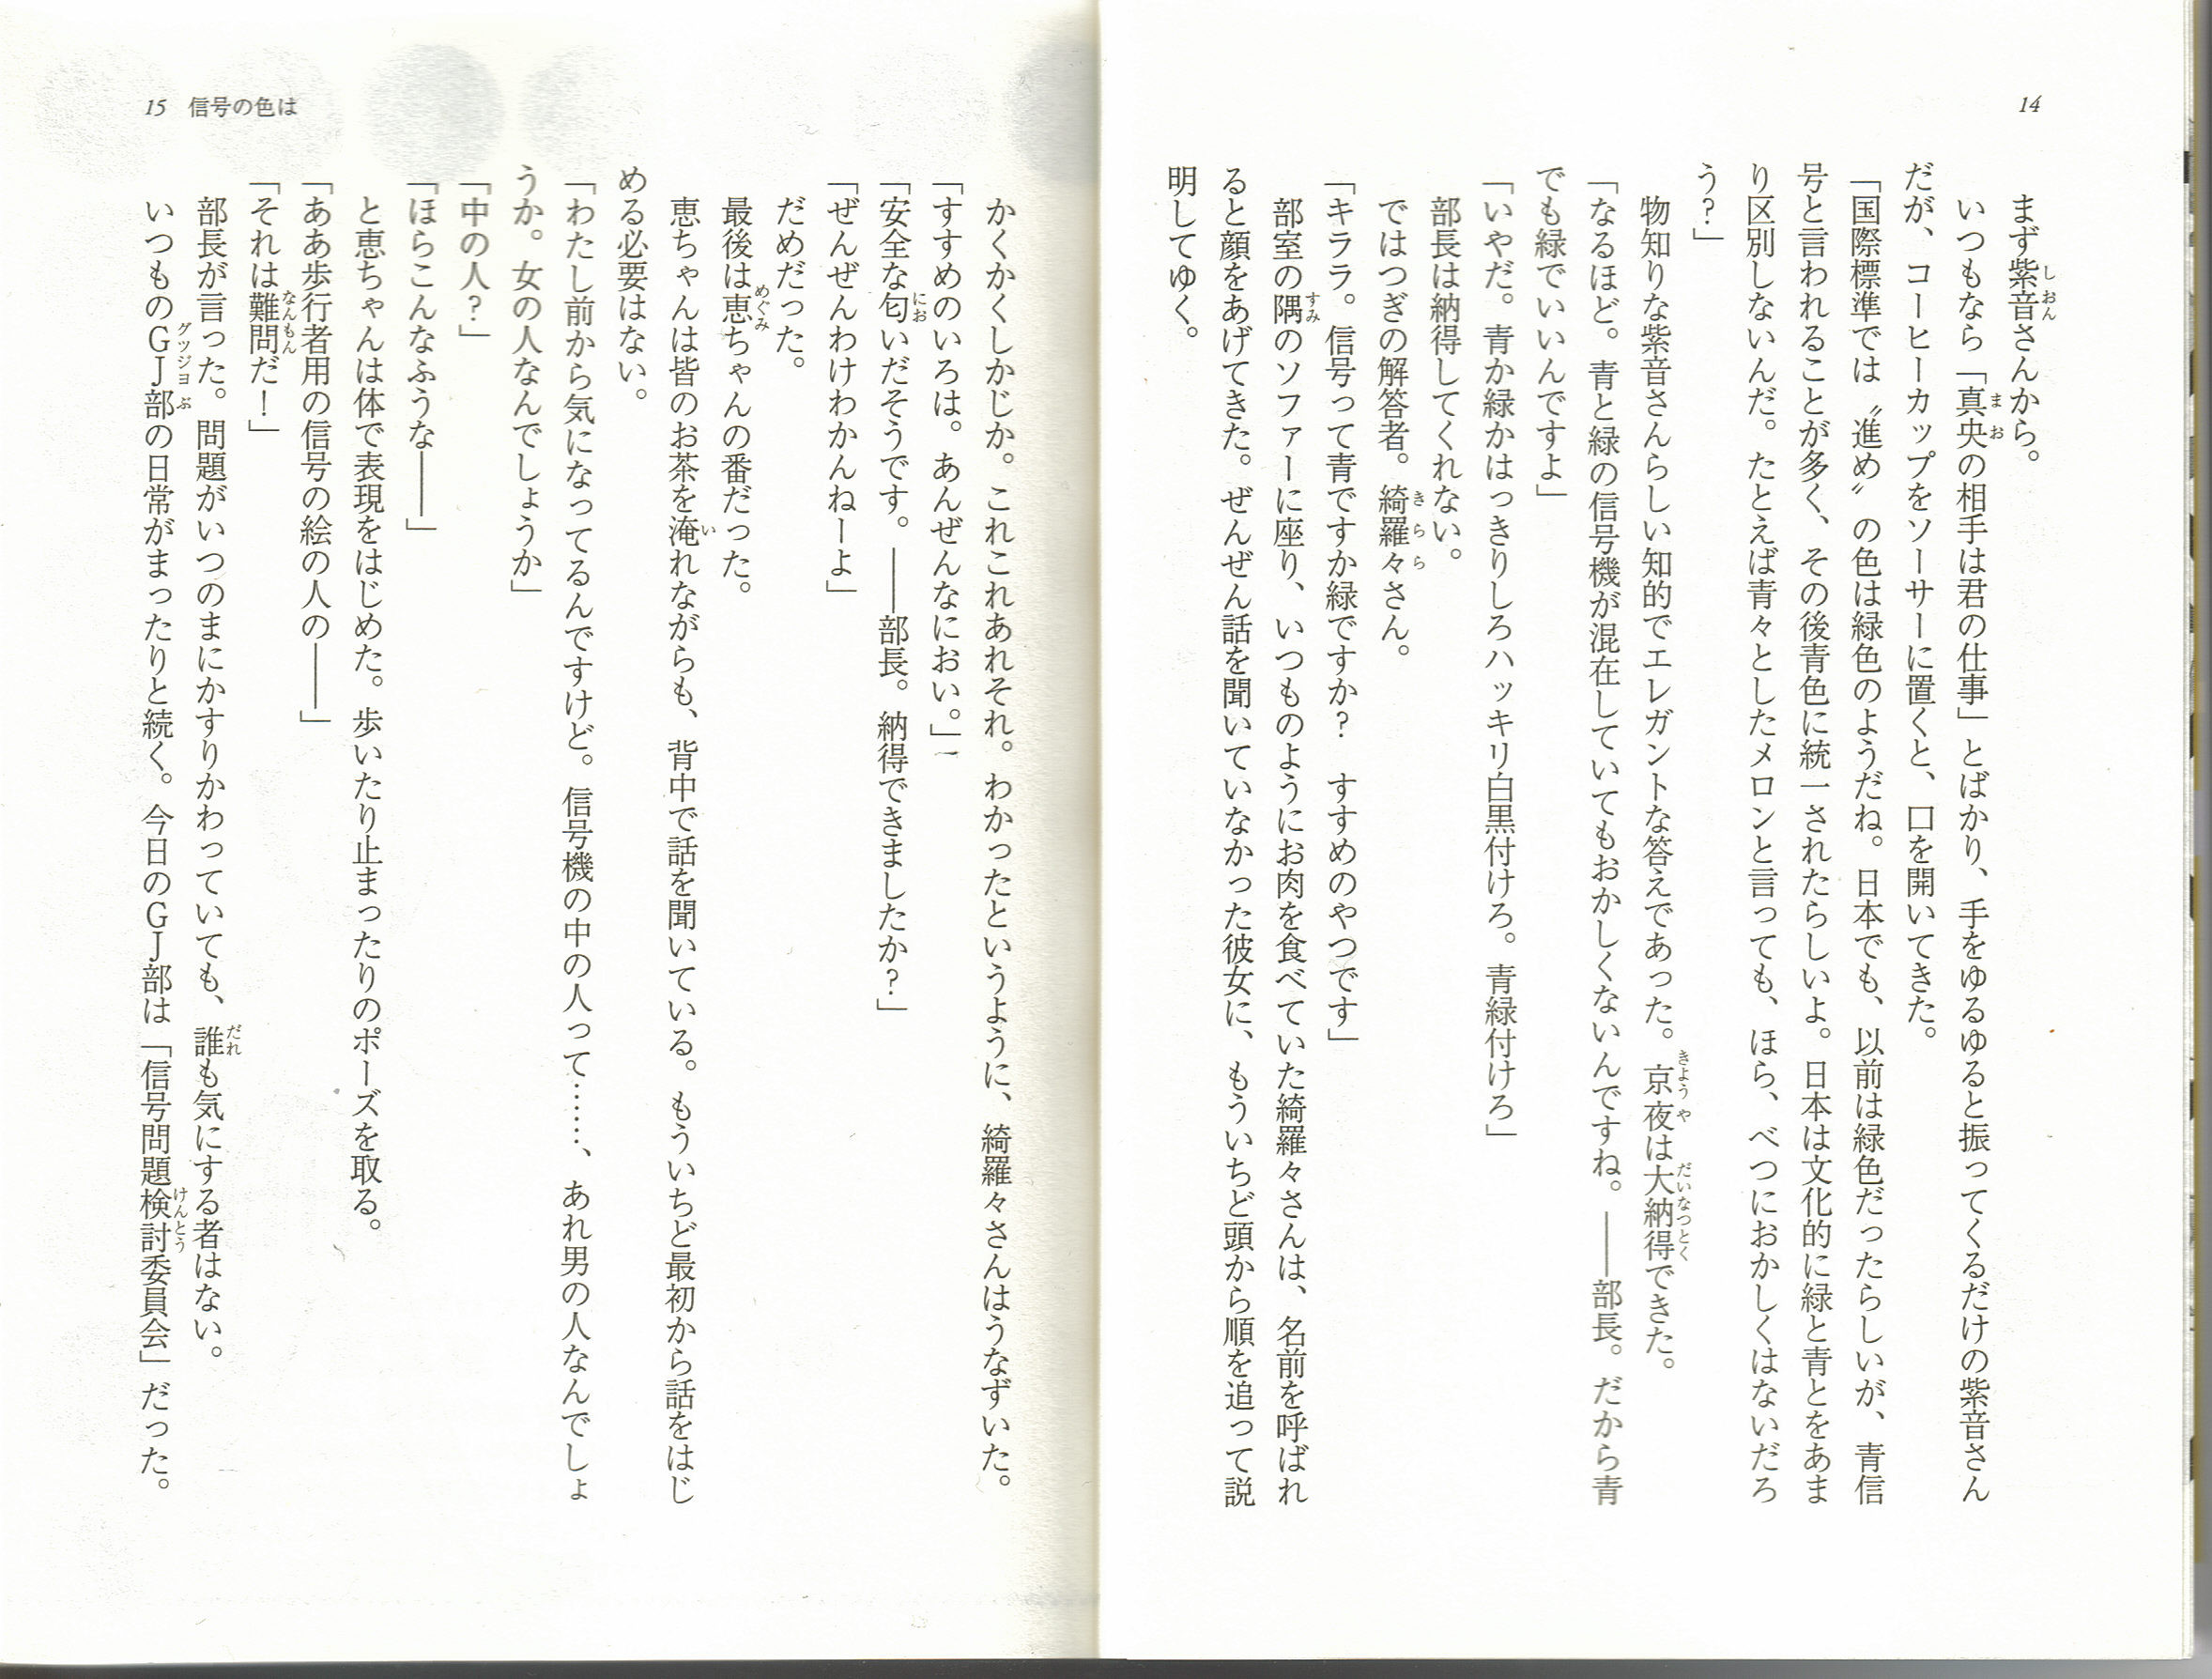 14
まず紫音さんから。
いつもなら「真央の相手は君の仕事」とばかり、手をゆるゆると振ってくるだけの紫音さん
だが、コーヒーカップをソーサーに置くと、口を開いてきた。
「国際標準では〝進め〟の色は緑色のようだね。日本でも、以前は緑色だったらしいが、青信
号と言われることが多く、その後青色に統一されたらしいよ。日本は文化的に緑と青とをあま
り区別しないんだ。たとえば青々としたメロンと言っても、ほら、べつにおかしくはないだろ
う？」
物知りな紫音さんらしい知的でエレガントな答えであった。京夜は大納得できた。
「なるほど。青と緑の信号機が混在していてもおかしくないんですね。――部長。だから青
でも緑でいいんですよ」
「いやだ。青か緑かはっきりしろハッキリ白黒付けろ。青緑付けろ」
部長は納得してくれない。
ではつぎの解答者。綺羅々さん。
「キララ。信号って青ですか緑ですか？　すすめのやつです」
部室の隅のソファーに座り、いつものようにお肉を食べていた綺羅々さんは、名前を呼ばれ
ると顔をあげてきた。ぜんぜん話を聞いていなかった彼女に、もういちど頭から順を追って説
明してゆく。
15　信号の色は
かくかくしかじか。これこれあれそれ。わかったというように、綺羅々さんはうなずいた。
「すすめのいろは。あんぜんなにおい。」
「安全な匂いだそうです。――部長。納得できましたか？」
「ぜんぜんわけわかんねーよ」
だめだった。
最後は恵ちゃんの番だった。
恵ちゃんは皆のお茶を淹れながらも、背中で話を聞いている。もういちど最初から話をはじ
める必要はない。
「わたし前から気になってるんですけど。信号機の中の人って……、あれ男の人なんでしょ
うか。女の人なんでしょうか」
「中の人？」
「ほらこんなふうな――」
と恵ちゃんは体で表現をはじめた。歩いたり止まったりのポーズを取る。
「ああ歩行者用の信号の絵の人の――」
「それは難問だ！」
部長が言った。問題がいつのまにかすりかわっていても、誰も気にする者はない。
いつものＧＪ部の日常がまったりと続く。今日のＧＪ部は「信号問題検討委員会」だった。